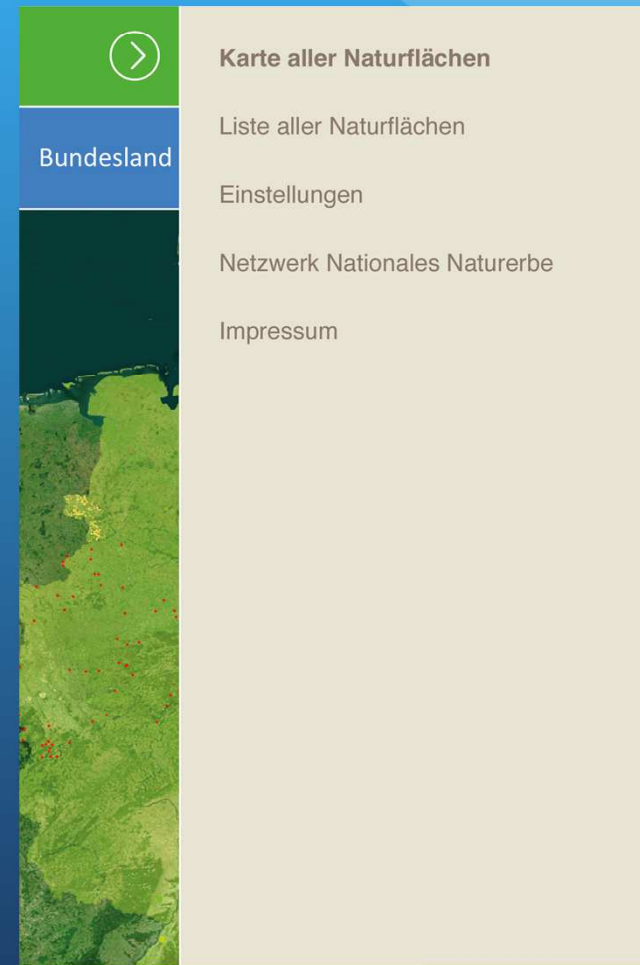 Karte aller Naturflächen
Bundesland
Liste aller Naturflächen
Einstellungen
Netzwerk Nationales Naturerbe
Impressum